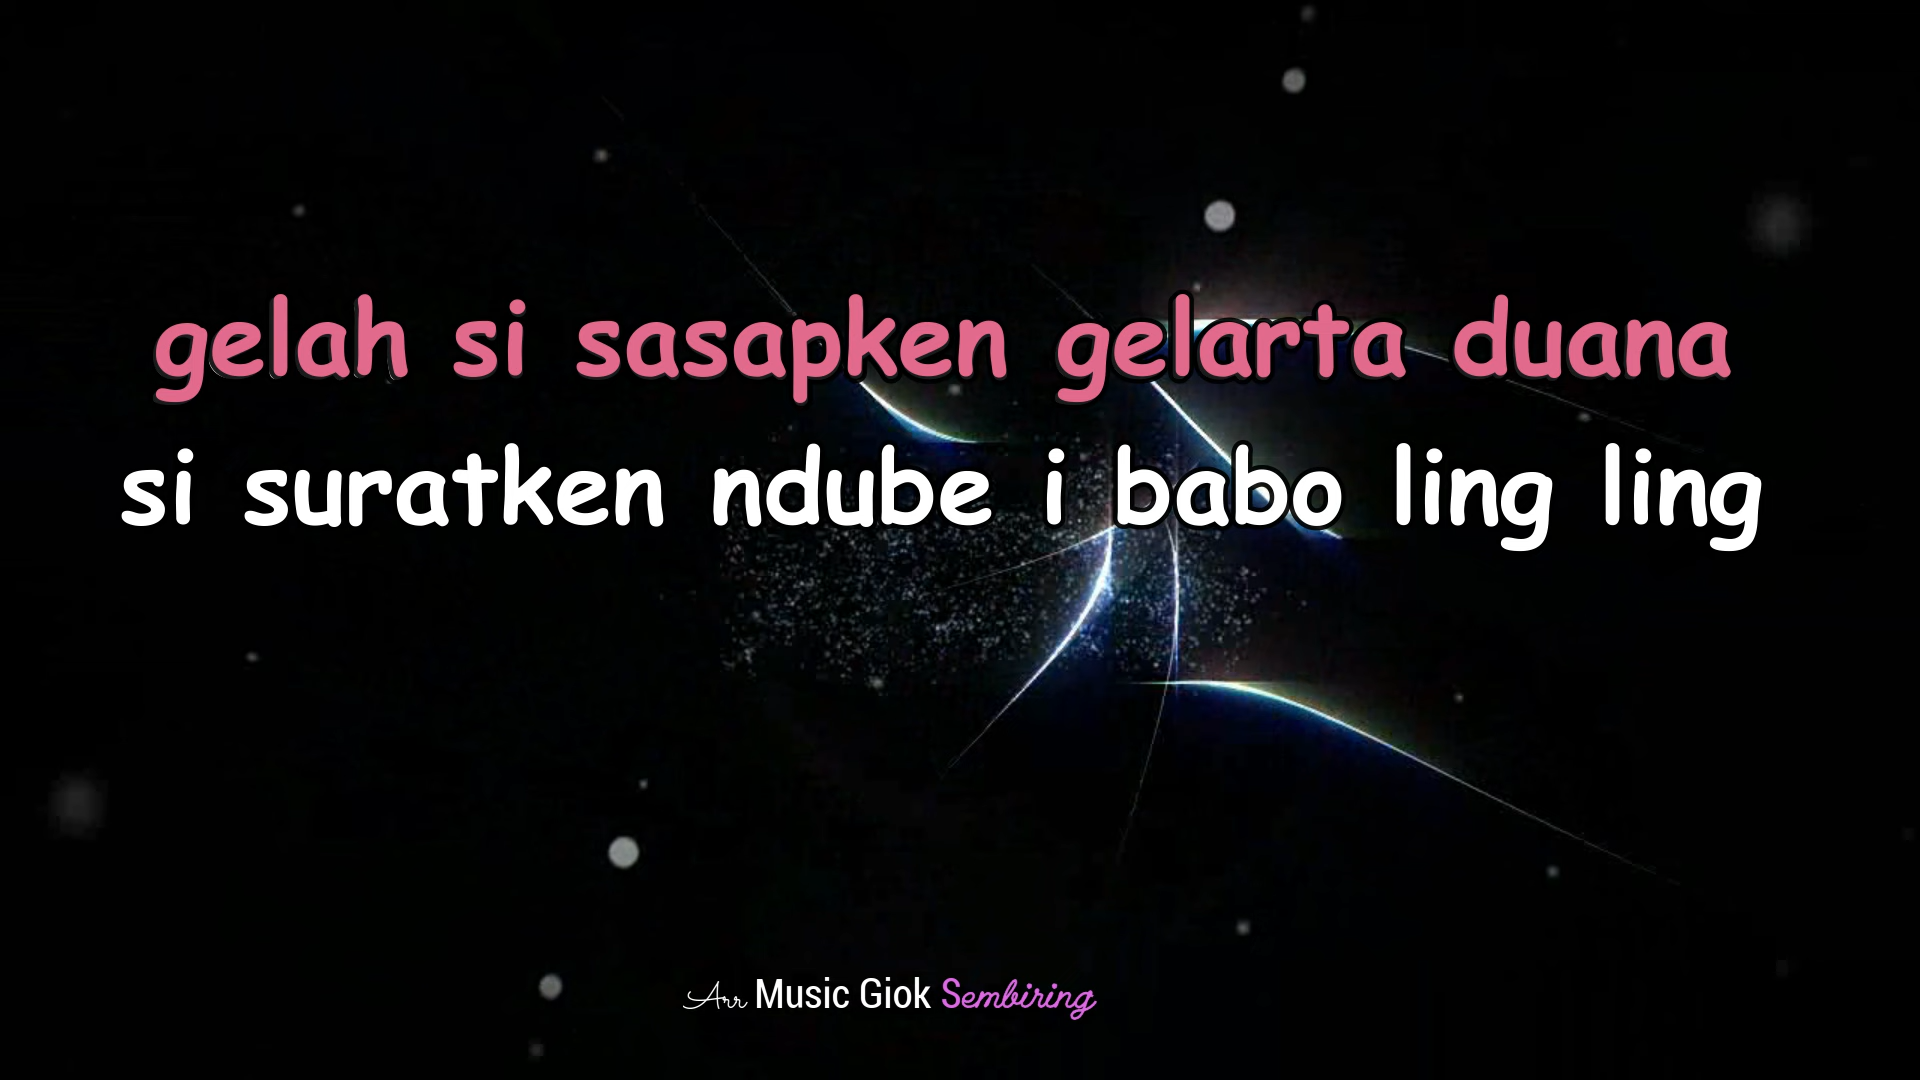 gelah si sasapken gelarta duana
si suratken ndube i babo ling ling
Arr Music Giok Sembiring